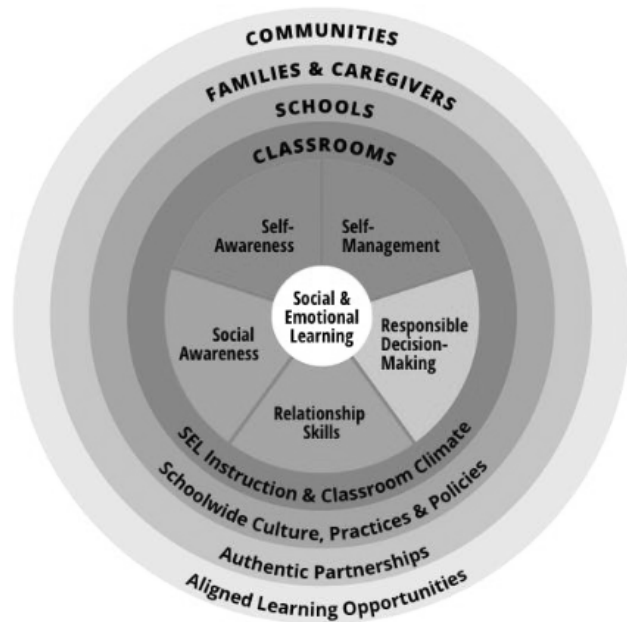 COMMUNITIES
FAMILIES & CAREGIVERS
SCHOOLS
CLASSROOMS
Self-
Awareness
Self-
Management
Social &
Emotional
Learning
Social
Awareness
Responsible
Decision-
Making
Relationship
Skills
SEL Instruction & Classroom Climate
Schoolwide Culture, Practices & Policies
Authentic Partnerships
Aligned Learning Opportunities